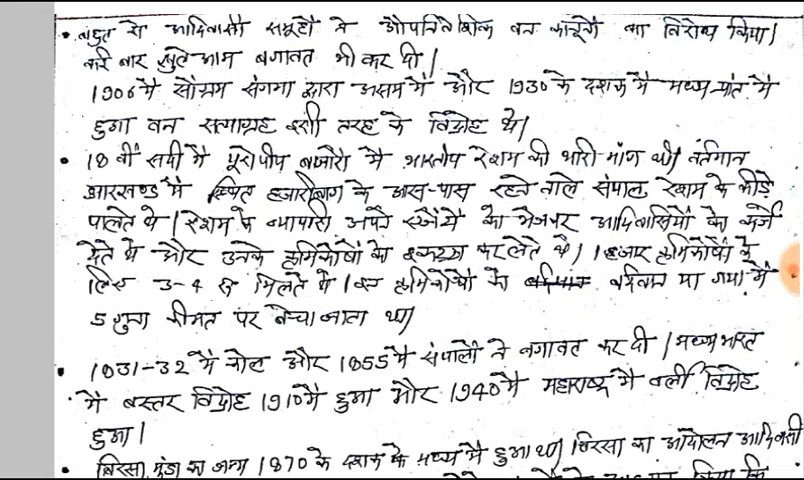 • बहुत से आदिवासी समूहों ने औपनिवेशिक वन कानूनों का विरोध किया।
कई बार खुले आम बगावत भी कर दी।
1906 में सोंग्रम संगमा द्वारा असम में और 1930 के दशक में मध्य-प्रांत में
हुआ वन सत्याग्रह इसी तरह के विद्रोह थे।
• 18 वीं सदी में यूरोपीय बाजारों में भारतीय रेशम की भारी मांग थी। वर्तमान
झारखण्ड में स्थित हजारीबाग के आस-पास रहने वाले संथाल रेशम के कीड़े
पालते थे। रेशम के व्यापारी अपने एजेंटों को भेजकर आदिवासियों को कर्जे
देते थे और उनके कृमिकोषों को इकट्ठा कर लेते थे। 1 हजार कृमिकोषों के
लिए 3-4 रु मिलते थे। इन कृमिकोषों को बर्दवान या गया में
5 गुना कीमत पर बेचा जाता था।
• 1831-32 में कोल और 1855 में संथालों ने बगावत कर दी। मध्य भारत
में बस्तर विद्रोह 1910 में हुआ और 1940 में महाराष्ट्र में वर्ली विद्रोह
हुआ।
• बिरसा मुंडा का जन्म 1870 के दशक के मध्य में हुआ था। बिरसा का आंदोलन आदिवासी